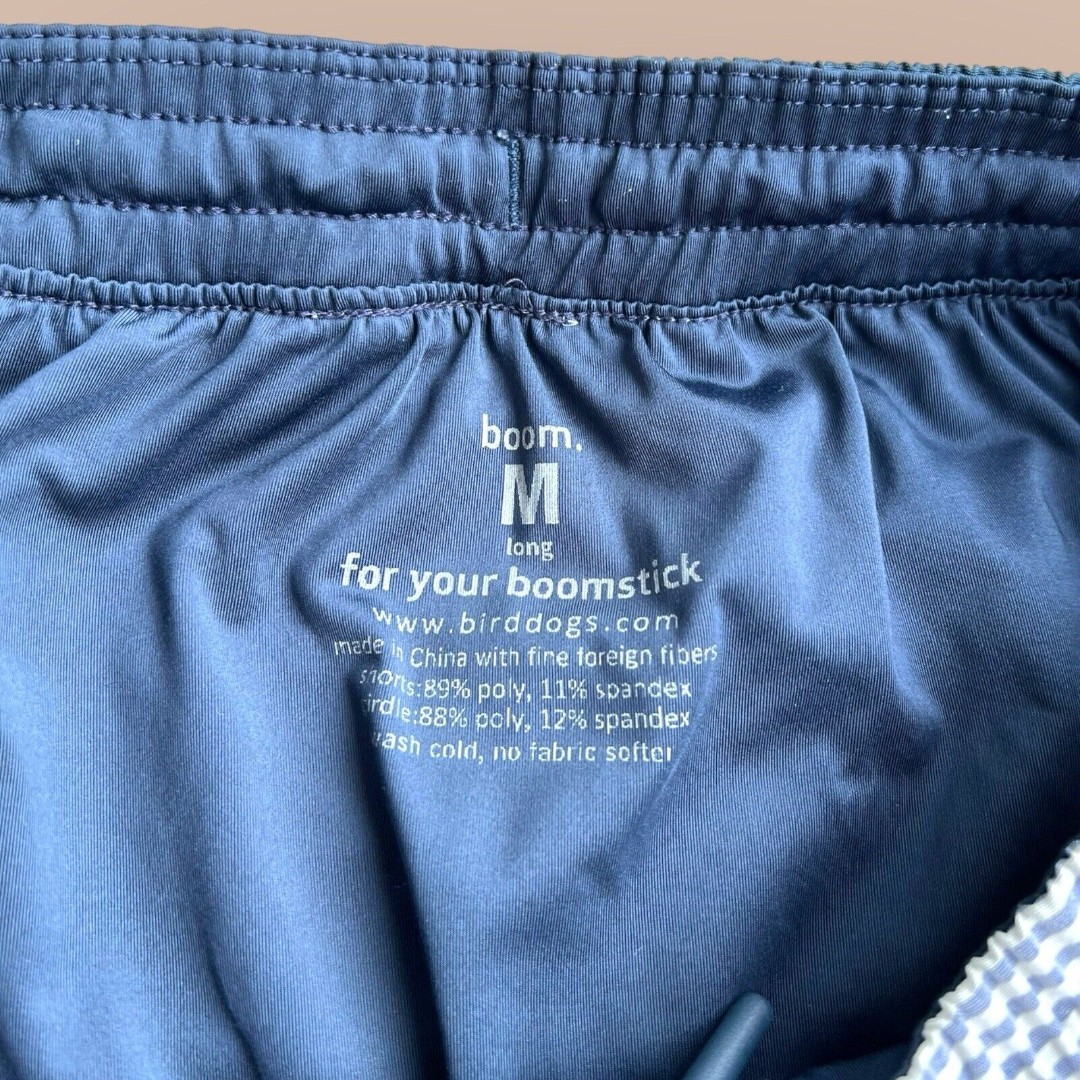 boom.
M
long
for your boomstick
www.birddogs.com
made in China with fine foreign fibers
shorts:89% poly, 11% spandex
girdle:88% poly, 12% spandex
wash cold, no fabric softer